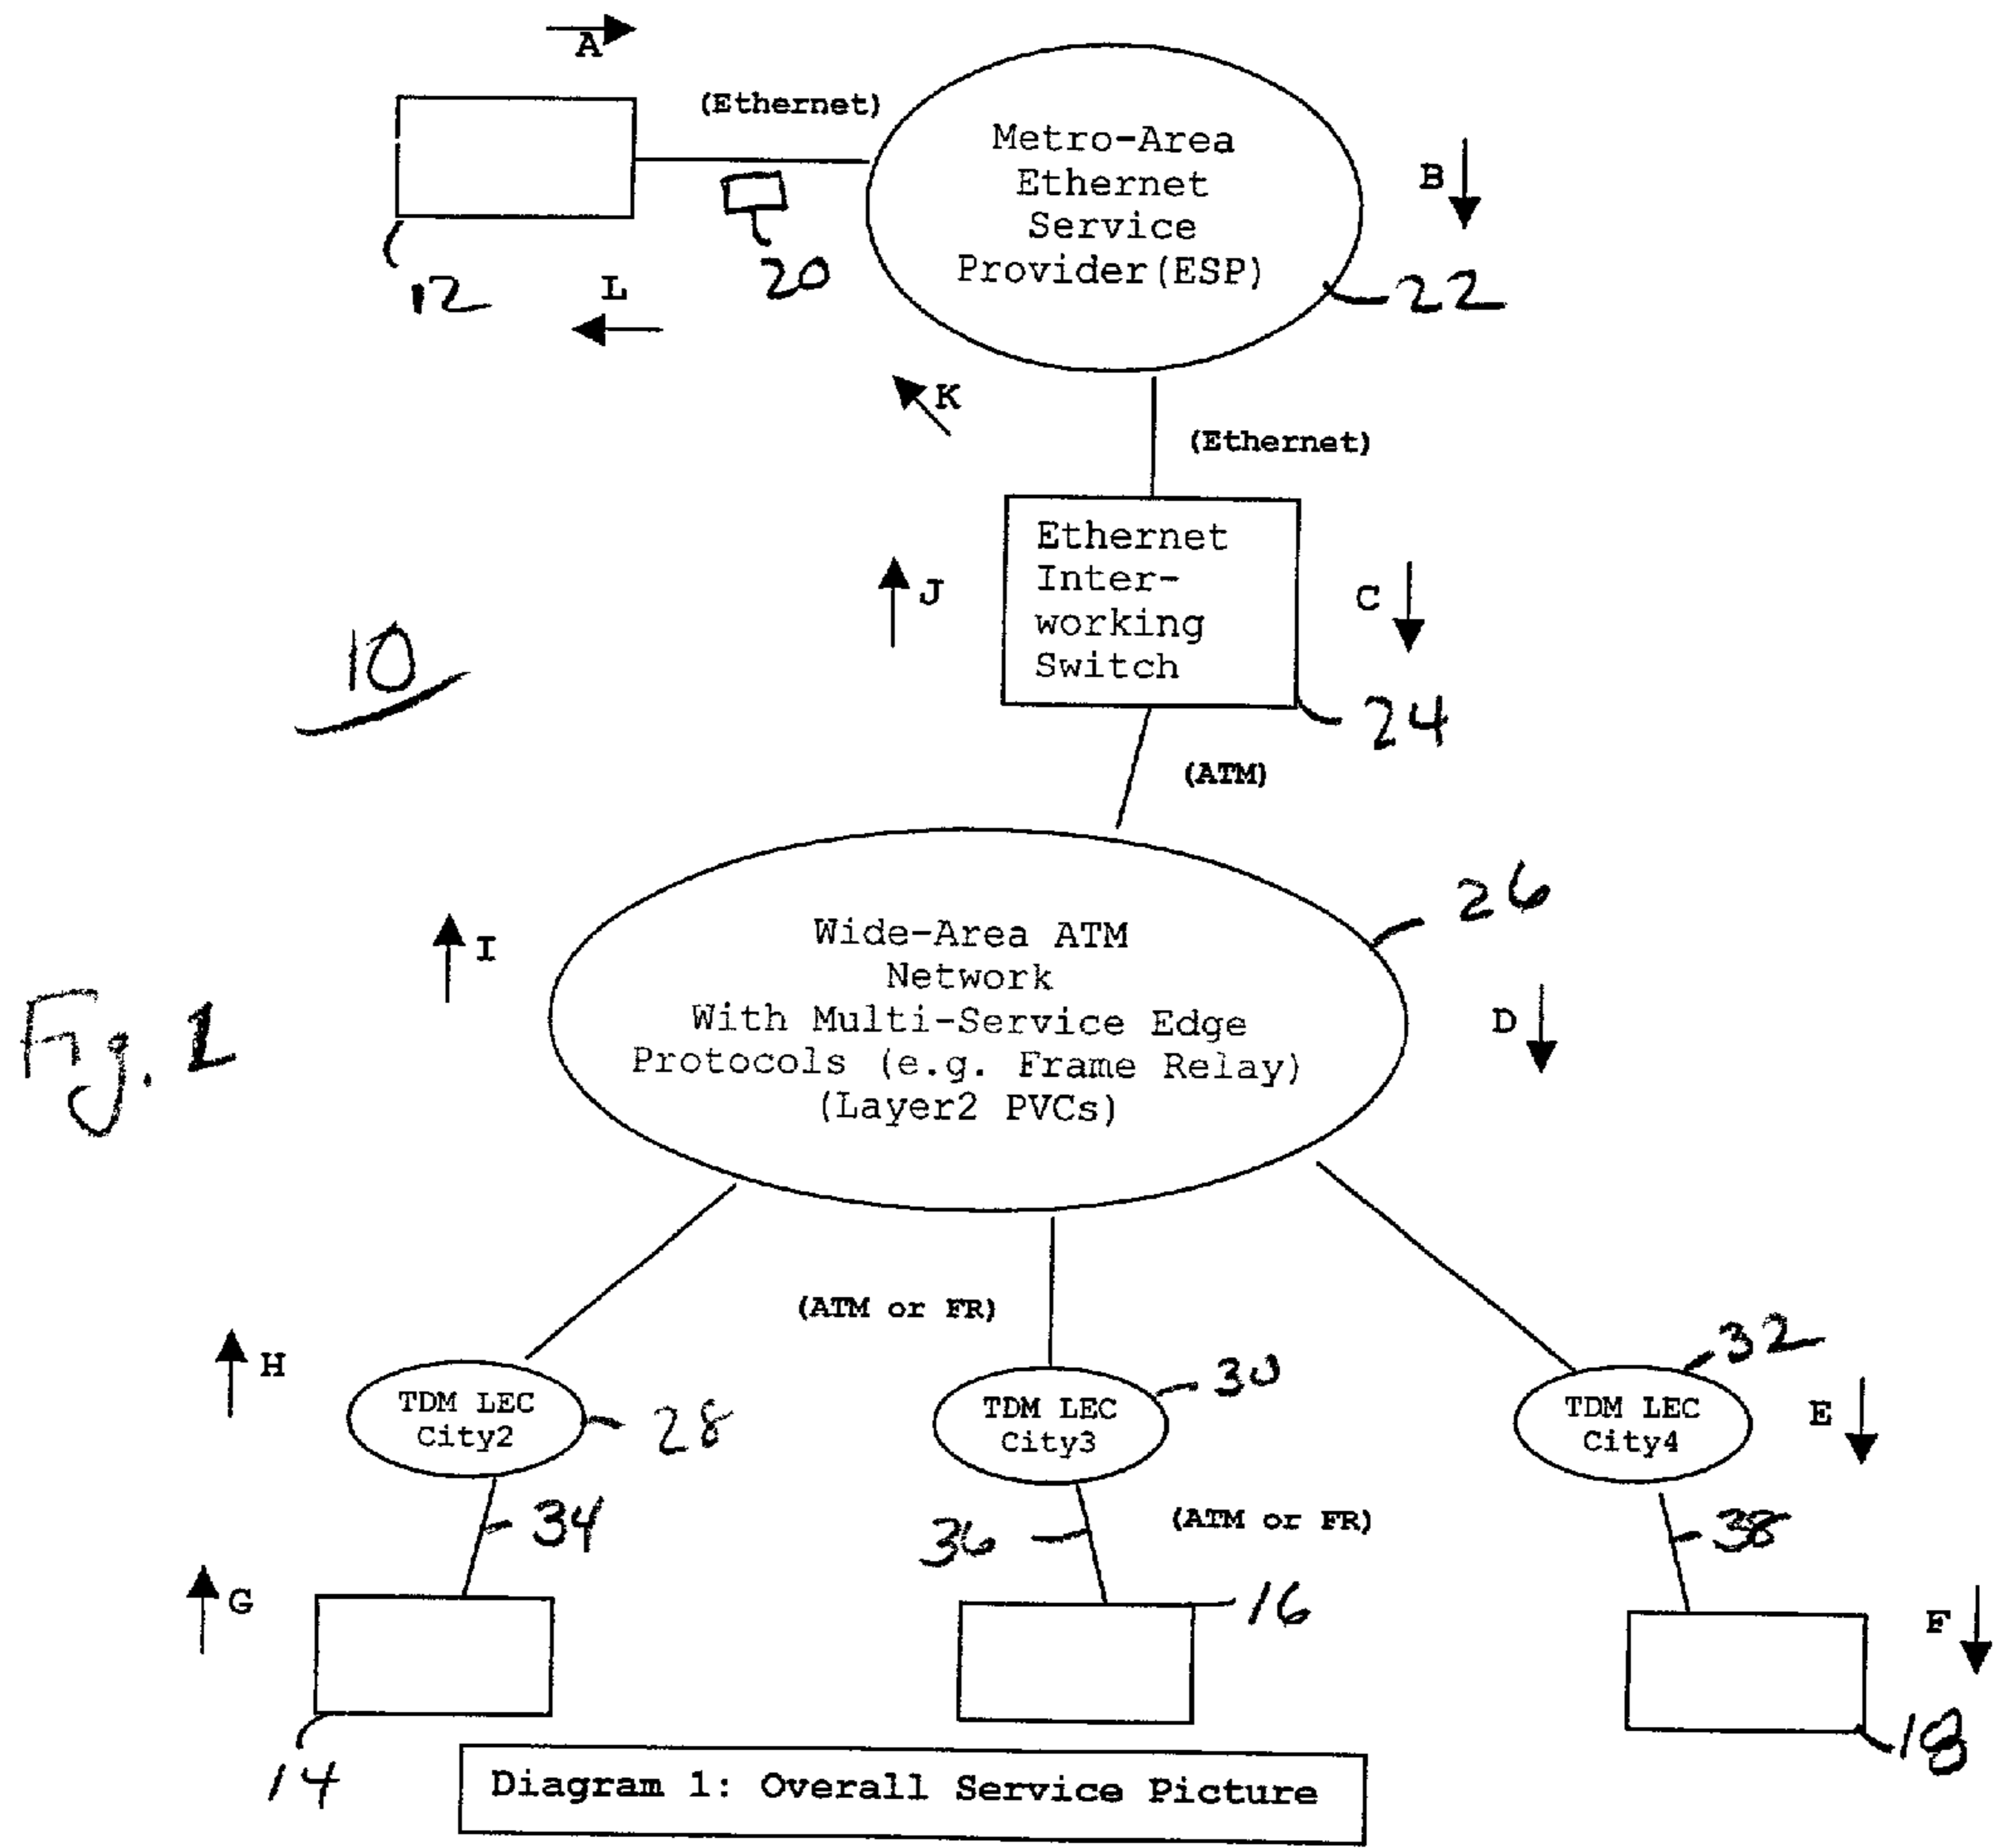 A
(Ethernet)
Metro-Area
Ethernet
Service
Provider(ESP)
B
12
L
20
22
K
(Ethernet)
Ethernet
Inter-
working
Switch
J
C
10
24
(ATM)
26
Wide-Area ATM
Network
With Multi-Service Edge
Protocols (e.g. Frame Relay)
(Layer2 PVCs)
I
D
Fig. 1
(ATM or FR)
H
TDM LEC
City2
28
TDM LEC
City3
30
TDM LEC
City4
32
E
34
36
(ATM or FR)
38
G
16
F
14
18
Diagram 1: Overall Service Picture